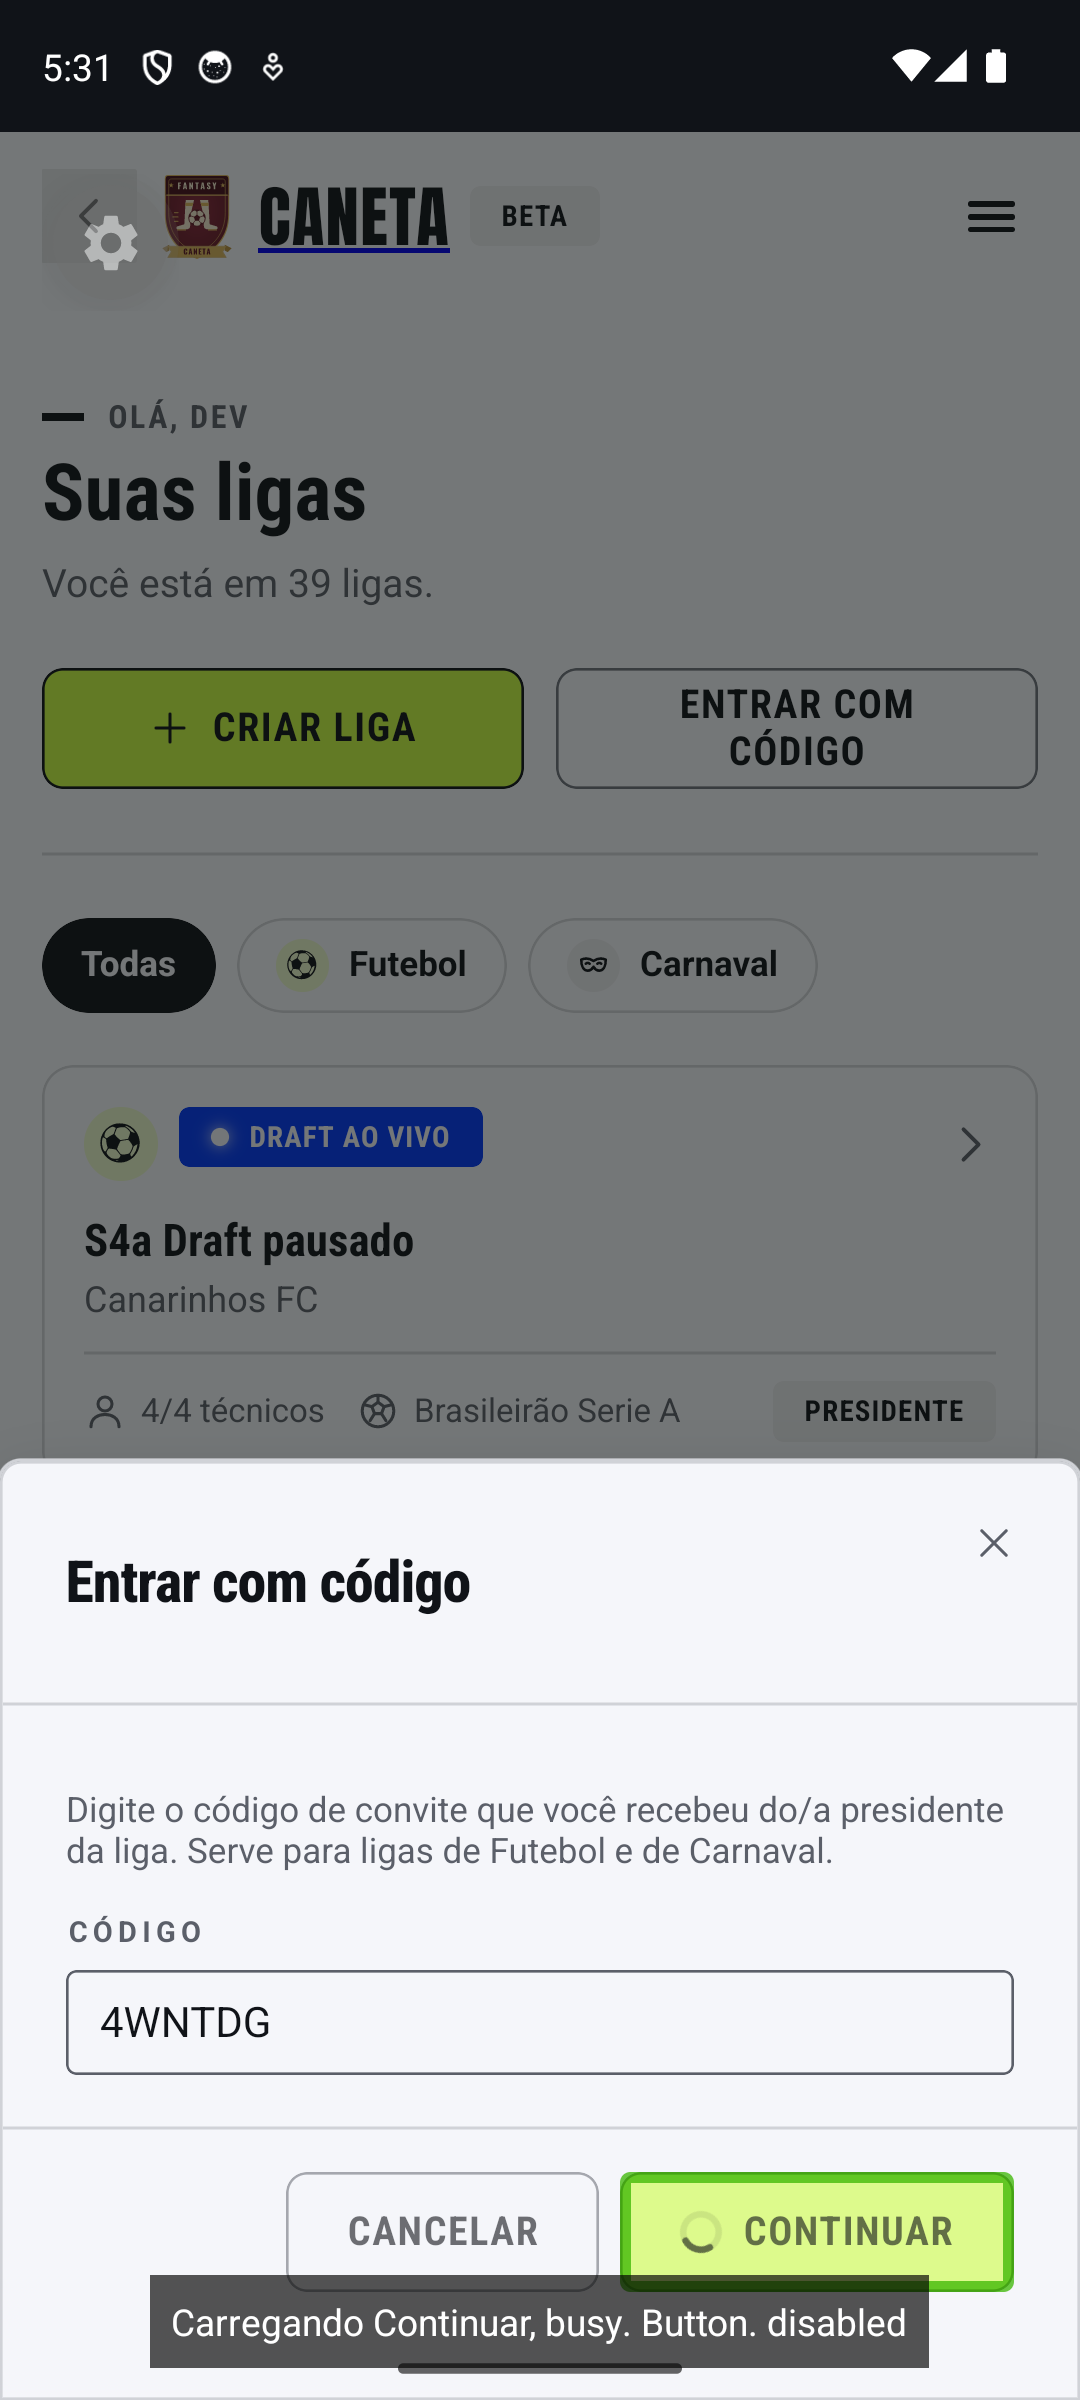 5:31
FANTASY
CANETA
CANETA
BETA
OLÁ, DEV
Suas ligas
Você está em 39 ligas.
CRIAR LIGA
ENTRAR COM
CÓDIGO
Todas
Futebol
Carnaval
DRAFT AO VIVO
S4a Draft pausado
Canarinhos FC
4/4 técnicos
Brasileirão Serie A
PRESIDENTE
Entrar com código
Digite o código de convite que você recebeu do/a presidente
da liga. Serve para ligas de Futebol e de Carnaval.
CÓDIGO
4WNTDG
CANCELAR
CONTINUAR
Carregando Continuar, busy. Button. disabled